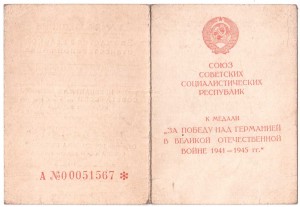 А №00051567 *
СОЮЗ
СОВЕТСКИХ
СОЦИАЛИСТИЧЕСКИХ
РЕСПУБЛИК
К МЕДАЛИ
„ЗА ПОБЕДУ НАД ГЕРМАНИЕЙ
В ВЕЛИКОЙ ОТЕЧЕСТВЕННОЙ
ВОЙНЕ 1941–1945 гг.“